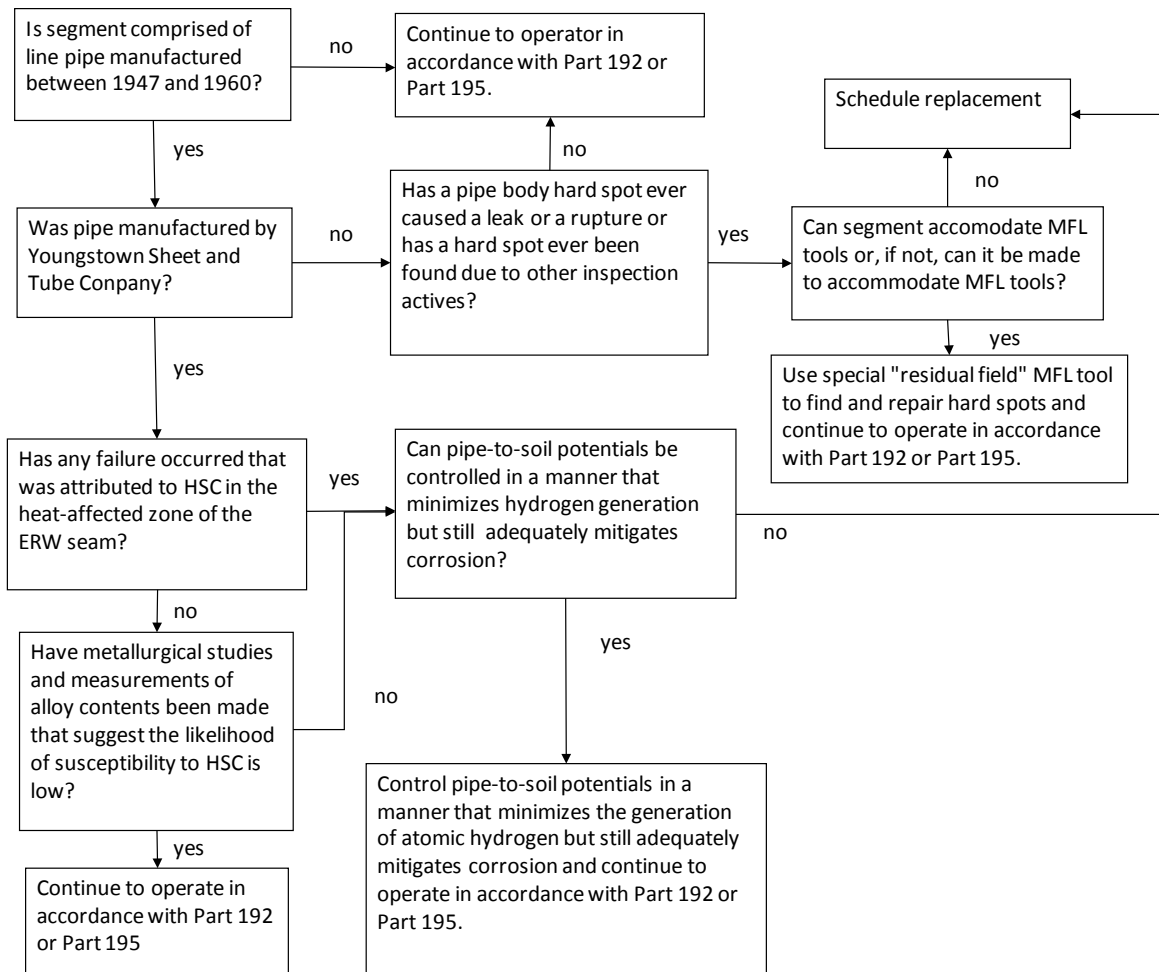 Is segment comprised of
line pipe manufactured
between 1947 and 1960?
no
Continue to operator in
accordance with Part 192 or
Part 195.
Schedule replacement
yes
no
no
Was pipe manufactured by
Youngstown Sheet and
Tube Conpany?
no
Has a pipe body hard spot ever
caused a leak or a rupture or
has a hard spot ever been
found due to other inspection
actives?
yes
Can segment accomodate MFL
tools or, if not, can it be made
to accommodate MFL tools?
yes
yes
Use special "residual field" MFL tool
to find and repair hard spots and
continue to operate in accordance
with Part 192 or Part 195.
Has any failure occurred that
was attributed to HSC in the
heat-affected zone of the
ERW seam?
yes
Can pipe-to-soil potentials be
controlled in a manner that
minimizes hydrogen generation
but still adequately mitigates
corrosion?
no
no
yes
Have metallurgical studies
and measurements of
alloy contents been made
that suggest the likelihood
of susceptibility to HSC is
low?
no
Control pipe-to-soil potentials in a
manner that minimizes the generation
of atomic hydrogen but still adequately
mitigates corrosion and continue to
operate in accordance with Part 192 or
Part 195.
yes
Continue to operate in
accordance with Part 192
or Part 195